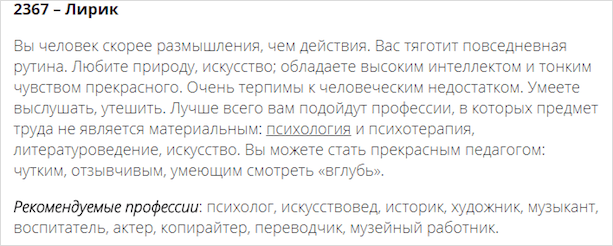 2367 – Лирик
Вы человек скорее размышления, чем действия. Вас тяготит повседневная
рутина. Любите природу, искусство; обладаете высоким интеллектом и тонким
чувством прекрасного. Очень терпимы к человеческим недостатком. Умеете
выслушать, утешить. Лучше всего вам подойдут профессии, в которых предмет
труда не является материальным: психология и психотерапия,
литературоведение, искусство. Вы можете стать прекрасным педагогом:
чутким, отзывчивым, умеющим смотреть «вглубь».
Рекомендуемые профессии: психолог, искусствовед, историк, художник, музыкант,
воспитатель, актер, копирайтер, переводчик, музейный работник.